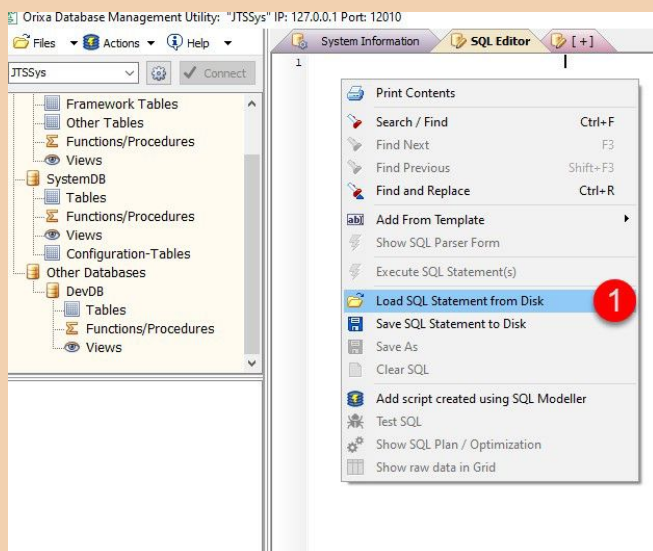 Orixa Database Management Utility: "JTSSys" IP: 127.0.0.1 Port: 12010
Files Actions Help
JTSSys Connect
Framework Tables
Other Tables
Functions/Procedures
Views
SystemDB
Tables
Functions/Procedures
Views
Configuration-Tables
Other Databases
DevDB
Tables
Functions/Procedures
Views
System Information SQL Editor [+]
1
Print Contents
Search / Find Ctrl+F
Find Next F3
Find Previous Shift+F3
Find and Replace Ctrl+R
Add From Template
Show SQL Parser Form
Execute SQL Statement(s)
Load SQL Statement from Disk 1
Save SQL Statement to Disk
Save As
Clear SQL
Add script created using SQL Modeller
Test SQL
Show SQL Plan / Optimization
Show raw data in Grid